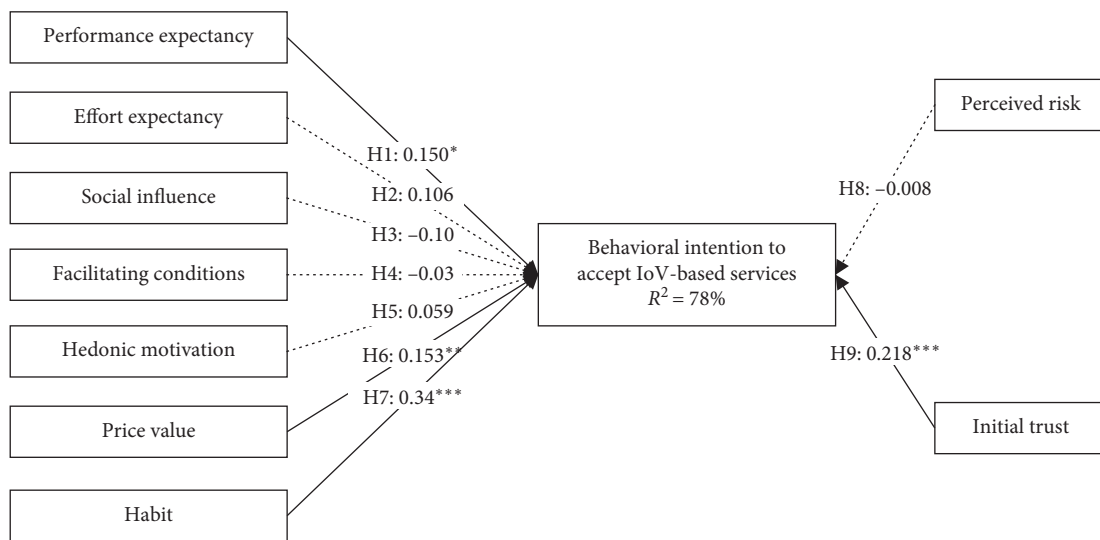 Performance expectancy
Effort expectancy
Social influence
Facilitating conditions
Hedonic motivation
Price value
Habit
H1: 0.150*
H2: 0.106
H3: –0.10
H4: –0.03
H5: 0.059
H6: 0.153**
H7: 0.34***
Behavioral intention to
accept IoV-based services
R² = 78%
Perceived risk
H8: –0.008
H9: 0.218***
Initial trust